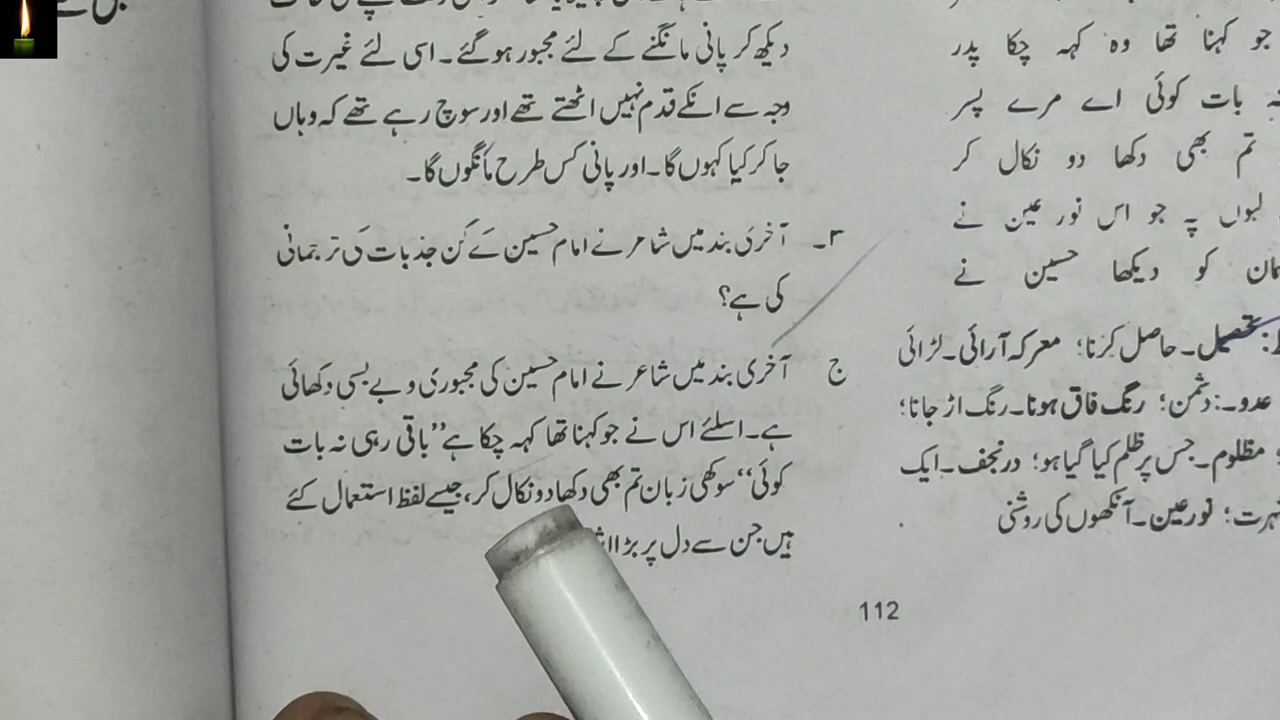 جو کہنا تھا وہ کہہ چکا پدر
بات کوئی اے مرے پسر
تم بھی دکھا دو نکال کر
لبوں پہ جو اس نور عین نے
کو دیکھا حسین نے
تحصیل۔حاصل کرنا؛ معرکہ آرائی۔لڑائی
عدو۔:دشمن؛ رنگ فاق ہونا۔رنگ اڑ جانا؛
مظلوم۔جس پر ظلم کیا گیا ہو؛ درنجف۔ایک
نور عین۔آنکھوں کی روشنی
دیکھ کر پانی مانگنے کے لئے مجبور ہوگئے۔اسی لئے غیرت کی
وجہ سے انکے قدم نہیں اٹھتے تھے اور سوچ رہے تھے کہ وہاں
جا کر کیا کہوں گا۔اور پانی کس طرح مانگوں گا۔
۳۔ آخری بند میں شاعر نے امام حسین کے کن جذبات کی ترجمانی
کی ہے؟
ج آخری بند میں شاعر نے امام حسین کی مجبوری و بے بسی دکھائی
ہے۔اسلئے اس نے جو کہنا تھا کہہ چکا ہے”باقی رہی نہ بات
کوئی“سوکھی زبان تم بھی دکھا دو نکال کر، جیسے لفظ استعمال کئے
ہیں جن سے دل پر بڑا
112